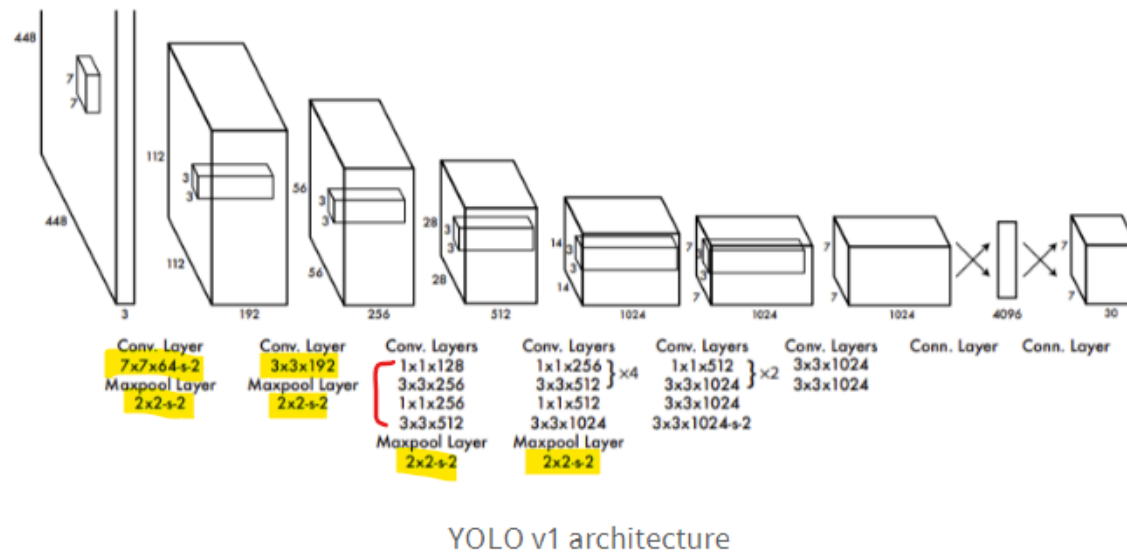 448
7
7
448
3
112
3
3
112
192
56
3
3
56
256
28
3
3
28
512
14
3
3
14
1024
7
3
3
7
1024
7
7
1024
4096
7
7
30
Conv. Layer
7x7x64-s-2
Maxpool Layer
2x2-s-2
Conv. Layer
3x3x192
Maxpool Layer
2x2-s-2
Conv. Layers
1x1x128
3x3x256
1x1x256
3x3x512
Maxpool Layer
2x2-s-2
Conv. Layers
1x1x256
3x3x512 }×4
1x1x512
3x3x1024
Maxpool Layer
2x2-s-2
Conv. Layers
1x1x512
3x3x1024 }×2
3x3x1024
3x3x1024-s-2
Conv. Layers
3x3x1024
3x3x1024
Conn. Layer
Conn. Layer
YOLO v1 architecture